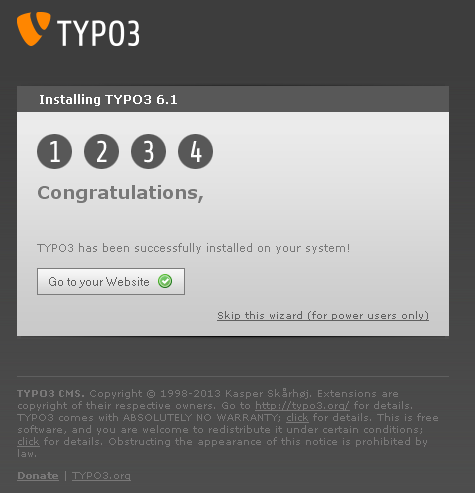 TYPO3
Installing TYPO3 6.1
1 2 3 4
Congratulations,
TYPO3 has been successfully installed on your system!
Go to your Website
Skip this wizard (for power users only)
TYPO3 CMS. Copyright © 1998-2013 Kasper Skårhøj. Extensions are
copyright of their respective owners. Go to http://typo3.org/ for details.
TYPO3 comes with ABSOLUTELY NO WARRANTY; click for details. This is free
software, and you are welcome to redistribute it under certain conditions;
click for details. Obstructing the appearance of this notice is prohibited by
law.
Donate | TYPO3.org